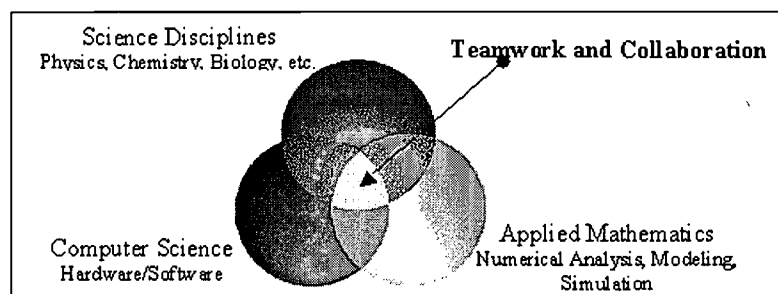 Science Disciplines
Physics, Chemistry, Biology, etc.
Teamwork and Collaboration
Computer Science
Hardware/Software
Applied Mathematics
Numerical Analysis, Modeling,
Simulation